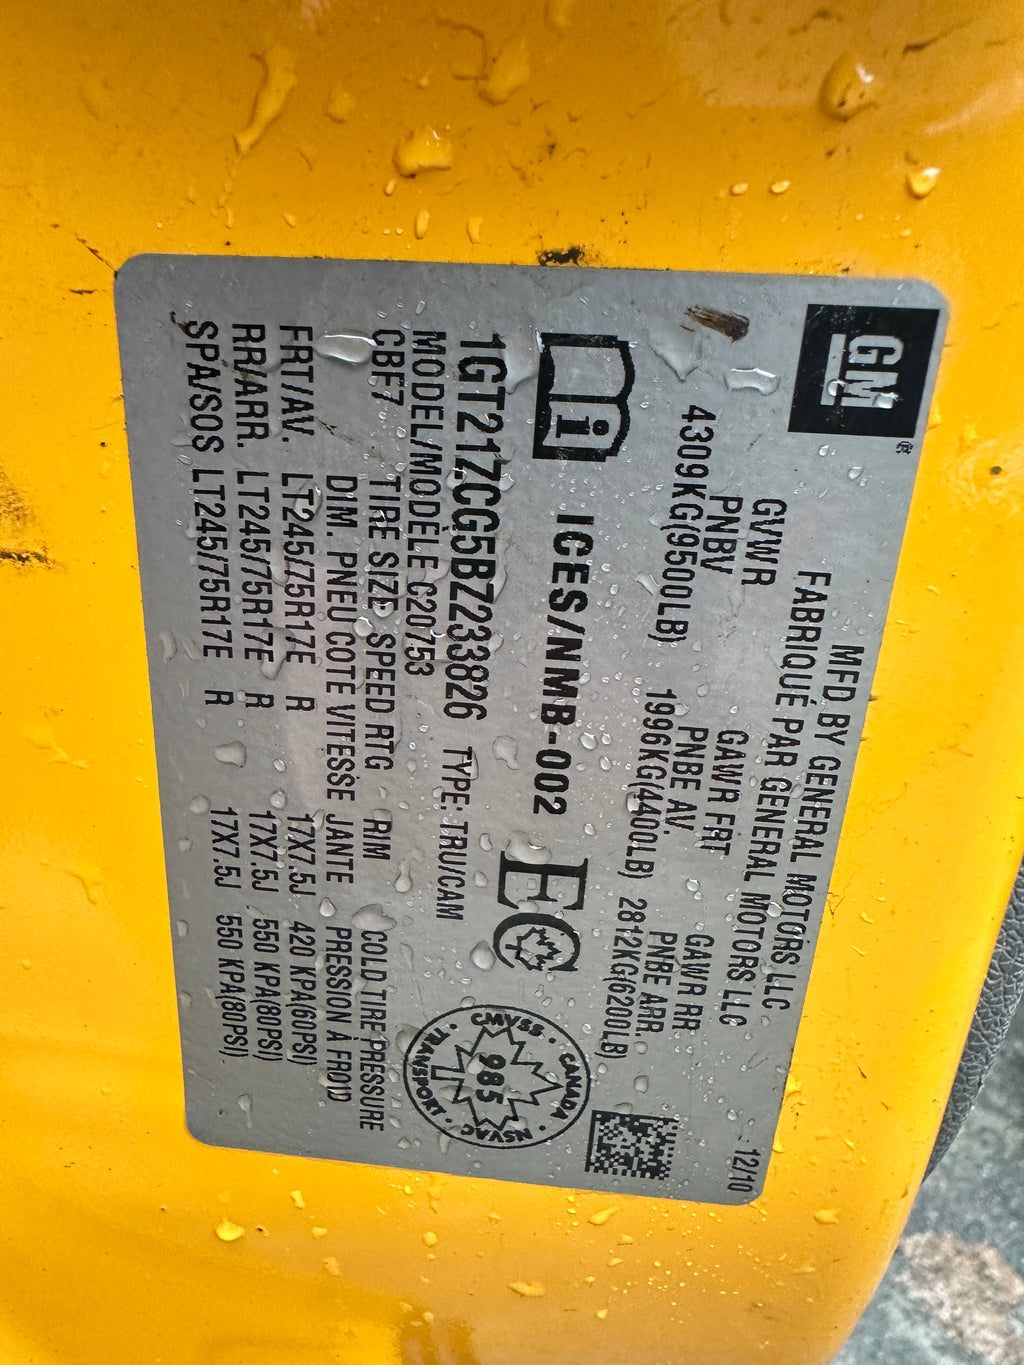 GM
MFD BY GENERAL MOTORS LLC 12/10
FABRIQUÉ PAR GENERAL MOTORS LLC
GVWR GAWR FRT GAWR RR
PNBV PNBE AV. PNBE ARR.
4309KG(9500LB) 1996KG(4400LB) 2812KG(6200LB)
i ICES/NMB-002 EC
CMVSS · CANADA · NSVAC · TRANSPORT ·
985
1GT21ZCG5BZ233826 TYPE: TRU/CAM
MODEL/MODÈLE C20753
CBF7 TIRE SIZE SPEED RTG RIM COLD TIRE PRESSURE
DIM. PNEU COTE VITESSE JANTE PRESSION À FROID
FRT/AV. LT245/75R17E R 17X7.5J 420 KPA(60PSI)
RR/ARR. LT245/75R17E R 17X7.5J 550 KPA(80PSI)
SPA/SOS LT245/75R17E R 17X7.5J 550 KPA(80PSI)